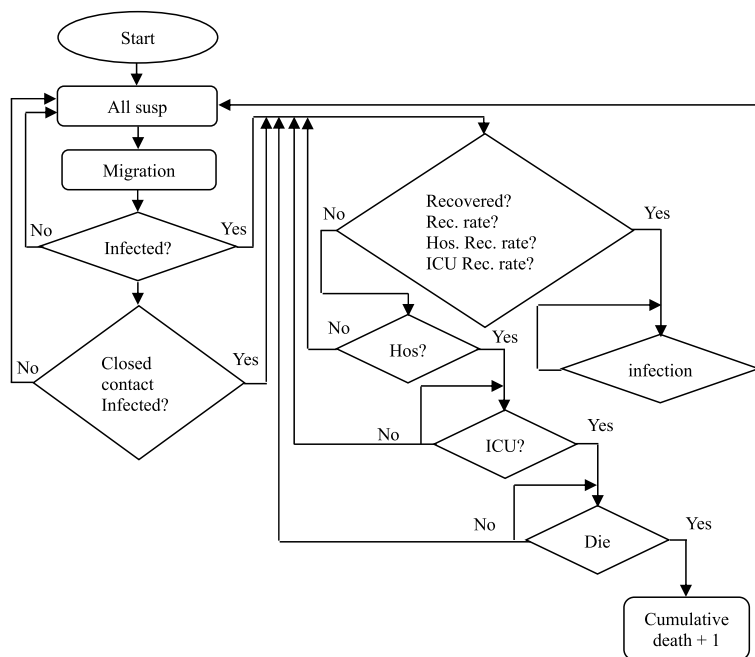 Start
All susp
Migration
No
Yes
Infected?
No
Closed
contact
Infected?
Yes
No
Recovered?
Rec. rate?
Hos. Rec. rate?
ICU Rec. rate?
Yes
No
Hos?
Yes
infection
No
ICU?
Yes
No
Die
Yes
Cumulative
death + 1